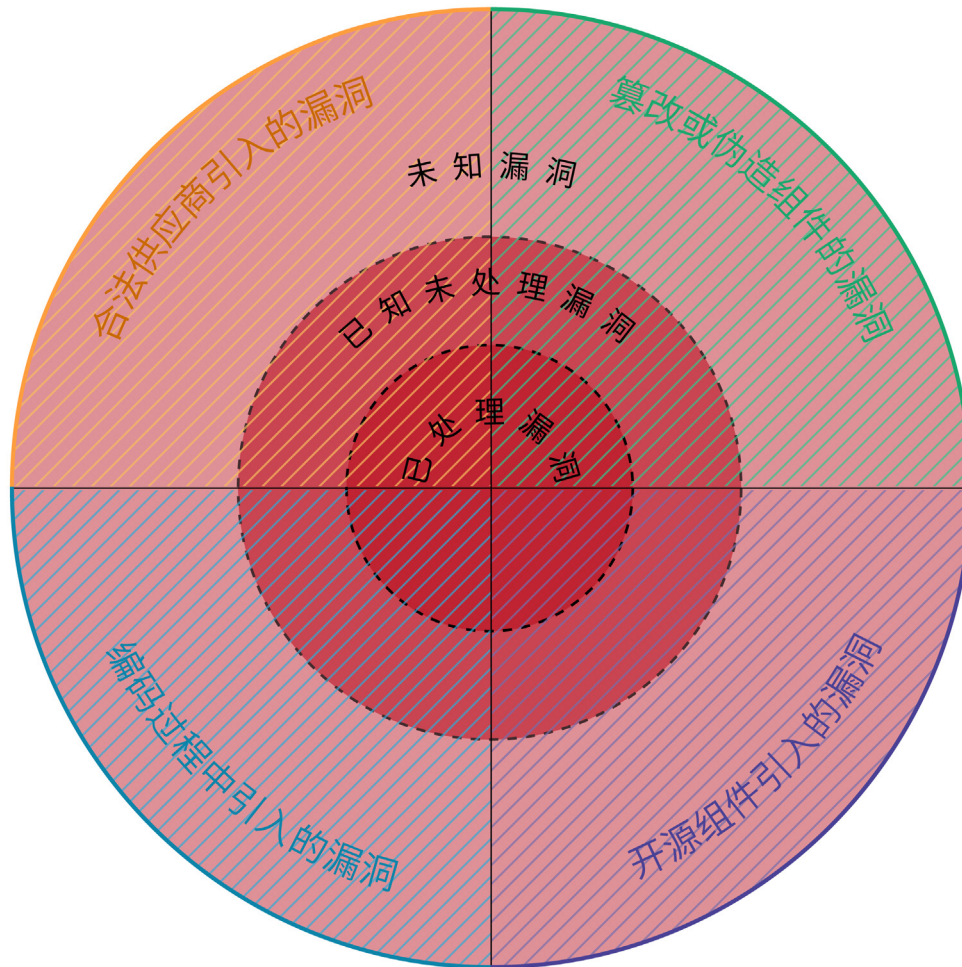 合法供应商引入的漏洞
篡改或伪造组件的漏洞
未知漏洞
已知未处理漏洞
已处理漏洞
编码过程中引入的漏洞
开源组件引入的漏洞